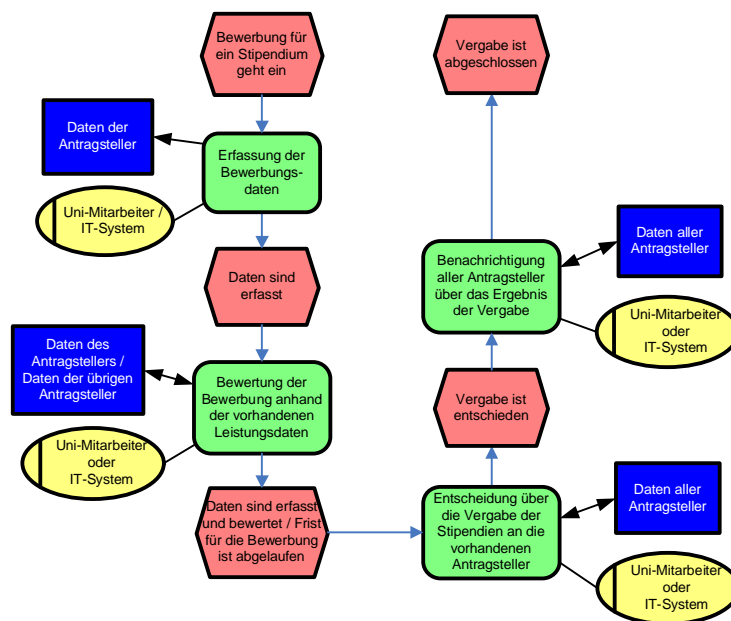 Bewerbung für
ein Stipendium
geht ein
Daten der
Antragsteller
Erfassung der
Bewerbungs-
daten
Uni-Mitarbeiter /
IT-System
Daten sind
erfasst
Daten des
Antragstellers /
Daten der übrigen
Antragsteller
Bewertung der
Bewerbung anhand
der vorhandenen
Leistungsdaten
Uni-Mitarbeiter
oder
IT-System
Daten sind erfasst
und bewertet / Frist
für die Bewerbung
ist abgelaufen
Entscheidung über
die Vergabe der
Stipendien an die
vorhandenen
Antragsteller
Daten aller
Antragsteller
Uni-Mitarbeiter
oder
IT-System
Vergabe ist
entschieden
Benachrichtigung
aller Antragsteller
über das Ergebnis
der Vergabe
Daten aller
Antragsteller
Uni-Mitarbeiter
oder
IT-System
Vergabe ist
abgeschlossen